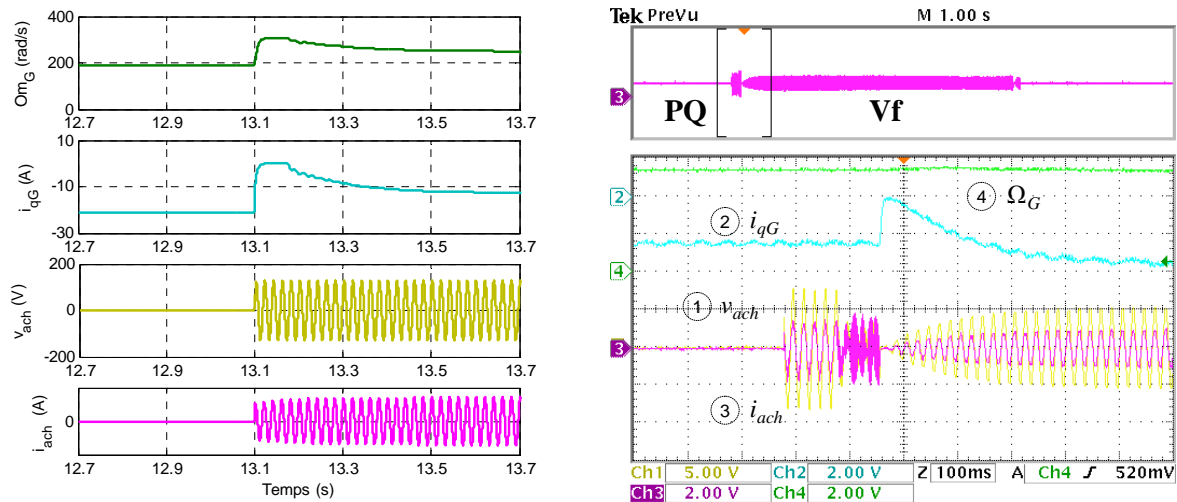 400
200
0
Om_G (rad/s)
12.7 12.9 13.1 13.3 13.5 13.7
10
-10
-30
i_qG (A)
12.7 12.9 13.1 13.3 13.5 13.7
200
0
-200
v_ach (V)
12.7 12.9 13.1 13.3 13.5 13.7
0
i_ach (A)
12.7 12.9 13.1 13.3 13.5 13.7
Temps (s)
Tek PreVu M 1.00 s
3
PQ Vf
2
4 Ω_G
2 i_qG
4
1 v_ach
3
3 i_ach
Ch1 5.00 V Ch2 2.00 V Z 100ms A Ch4 520mV
Ch3 2.00 V Ch4 2.00 V